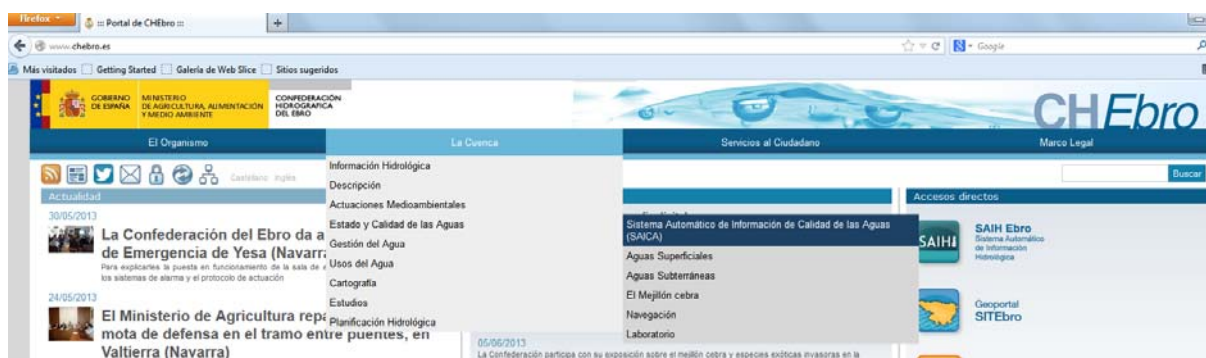 Firefox
::: Portal de CHEbro :::
www.chebro.es
Google
Más visitados
Getting Started
Galería de Web Slice
Sitios sugeridos
GOBIERNO DE ESPAÑA
MINISTERIO DE AGRICULTURA, ALIMENTACIÓN Y MEDIO AMBIENTE
CONFEDERACIÓN HIDROGRAFICA DEL EBRO
CHEbro
El Organismo
La Cuenca
Servicios al Ciudadano
Marco Legal
Castellano Inglés
Buscar
Información Hidrológica
Descripción
Actuaciones Medioambientales
Estado y Calidad de las Aguas
Gestión del Agua
Usos del Agua
Cartografía
Estudios
Planificación Hidrológica
Sistema Automático de Información de Calidad de las Aguas
(SAICA)
Aguas Superficiales
Aguas Subterráneas
El Mejillón cebra
Navegación
Laboratorio
Actualidad
30/05/2013
La Confederación del Ebro da a
de Emergencia de Yesa (Navarr
Para explicarles la puesta en funcionamiento de la sala de
los sistemas de alarma y el protocolo de actuación
24/05/2013
El Ministerio de Agricultura repa
mota de defensa en el tramo entre puentes, en
Valtierra (Navarra)
05/06/2013
La Confederación participa con su exposición sobre el mejillón cebra y especies exóticas invasoras en la
Accesos directos
SAIH
SAIH Ebro
Sistema Automático
de Información
Hidrológica
Geoportal
SITEbro